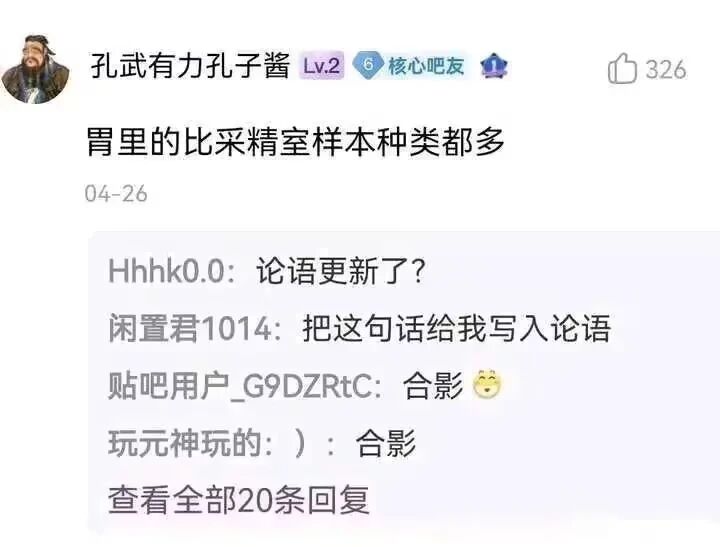 孔武有力孔子酱 Lv.2 6 核心吧友 1 326
胃里的比采精室样本种类都多
04-26
Hhhk0.0：论语更新了？
闲置君1014：把这句话给我写入论语
贴吧用户_G9DZRtC：合影
玩元神玩的：）：合影
查看全部20条回复